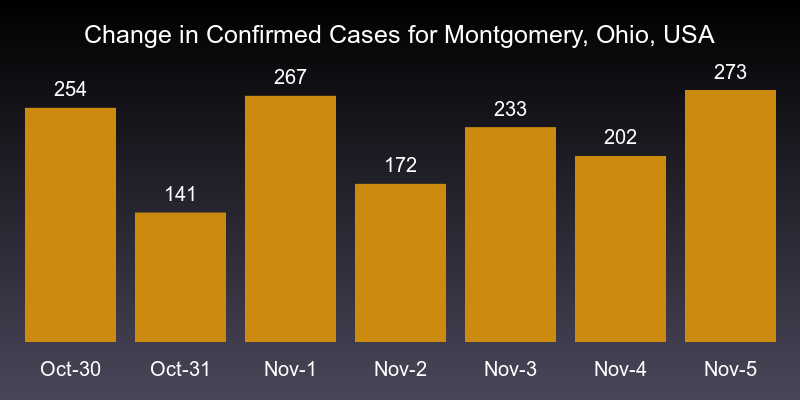 Change in Confirmed Cases for Montgomery, Ohio, USA
254 141 267 172 233 202 273
Oct-30 Oct-31 Nov-1 Nov-2 Nov-3 Nov-4 Nov-5